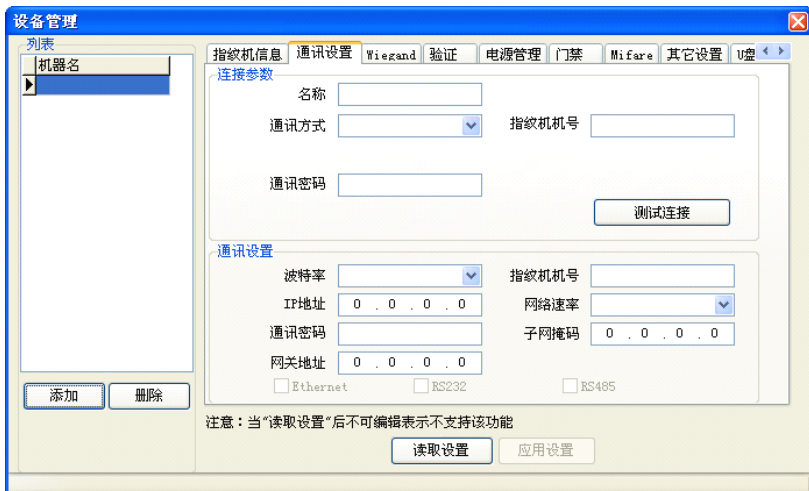 设备管理
列表
机器名
添加
删除
指纹机信息 通讯设置 Wiegand 验证 电源管理 门禁 Mifare 其它设置 U盘
连接参数
名称
通讯方式 指纹机机号
通讯密码
测试连接
通讯设置
波特率 指纹机机号
IP地址 0 . 0 . 0 . 0 网络速率
通讯密码 子网掩码 0 . 0 . 0 . 0
网关地址 0 . 0 . 0 . 0
Ethernet RS232 RS485
注意：当"读取设置"后不可编辑表示不支持该功能
读取设置 应用设置